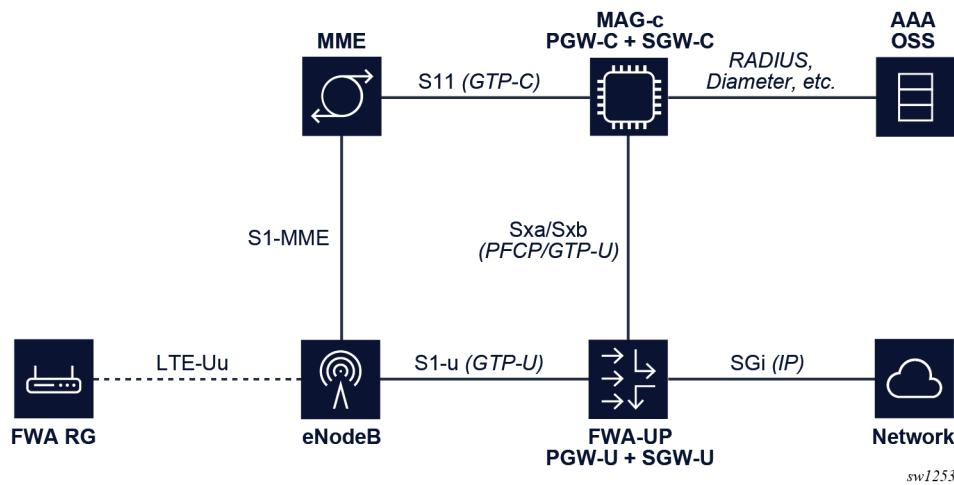 MAG-c
AAA
MME
PGW-C + SGW-C
OSS
RADIUS,
S11 (GTP-C)
Diameter, etc.
Sxa/Sxb
S1-MME
(PFCP/GTP-U)
LTE-Uu
S1-u (GTP-U)
SGi (IP)
FWA RG
eNodeB
FWA-UP
Network
PGW-U + SGW-U
sw1253